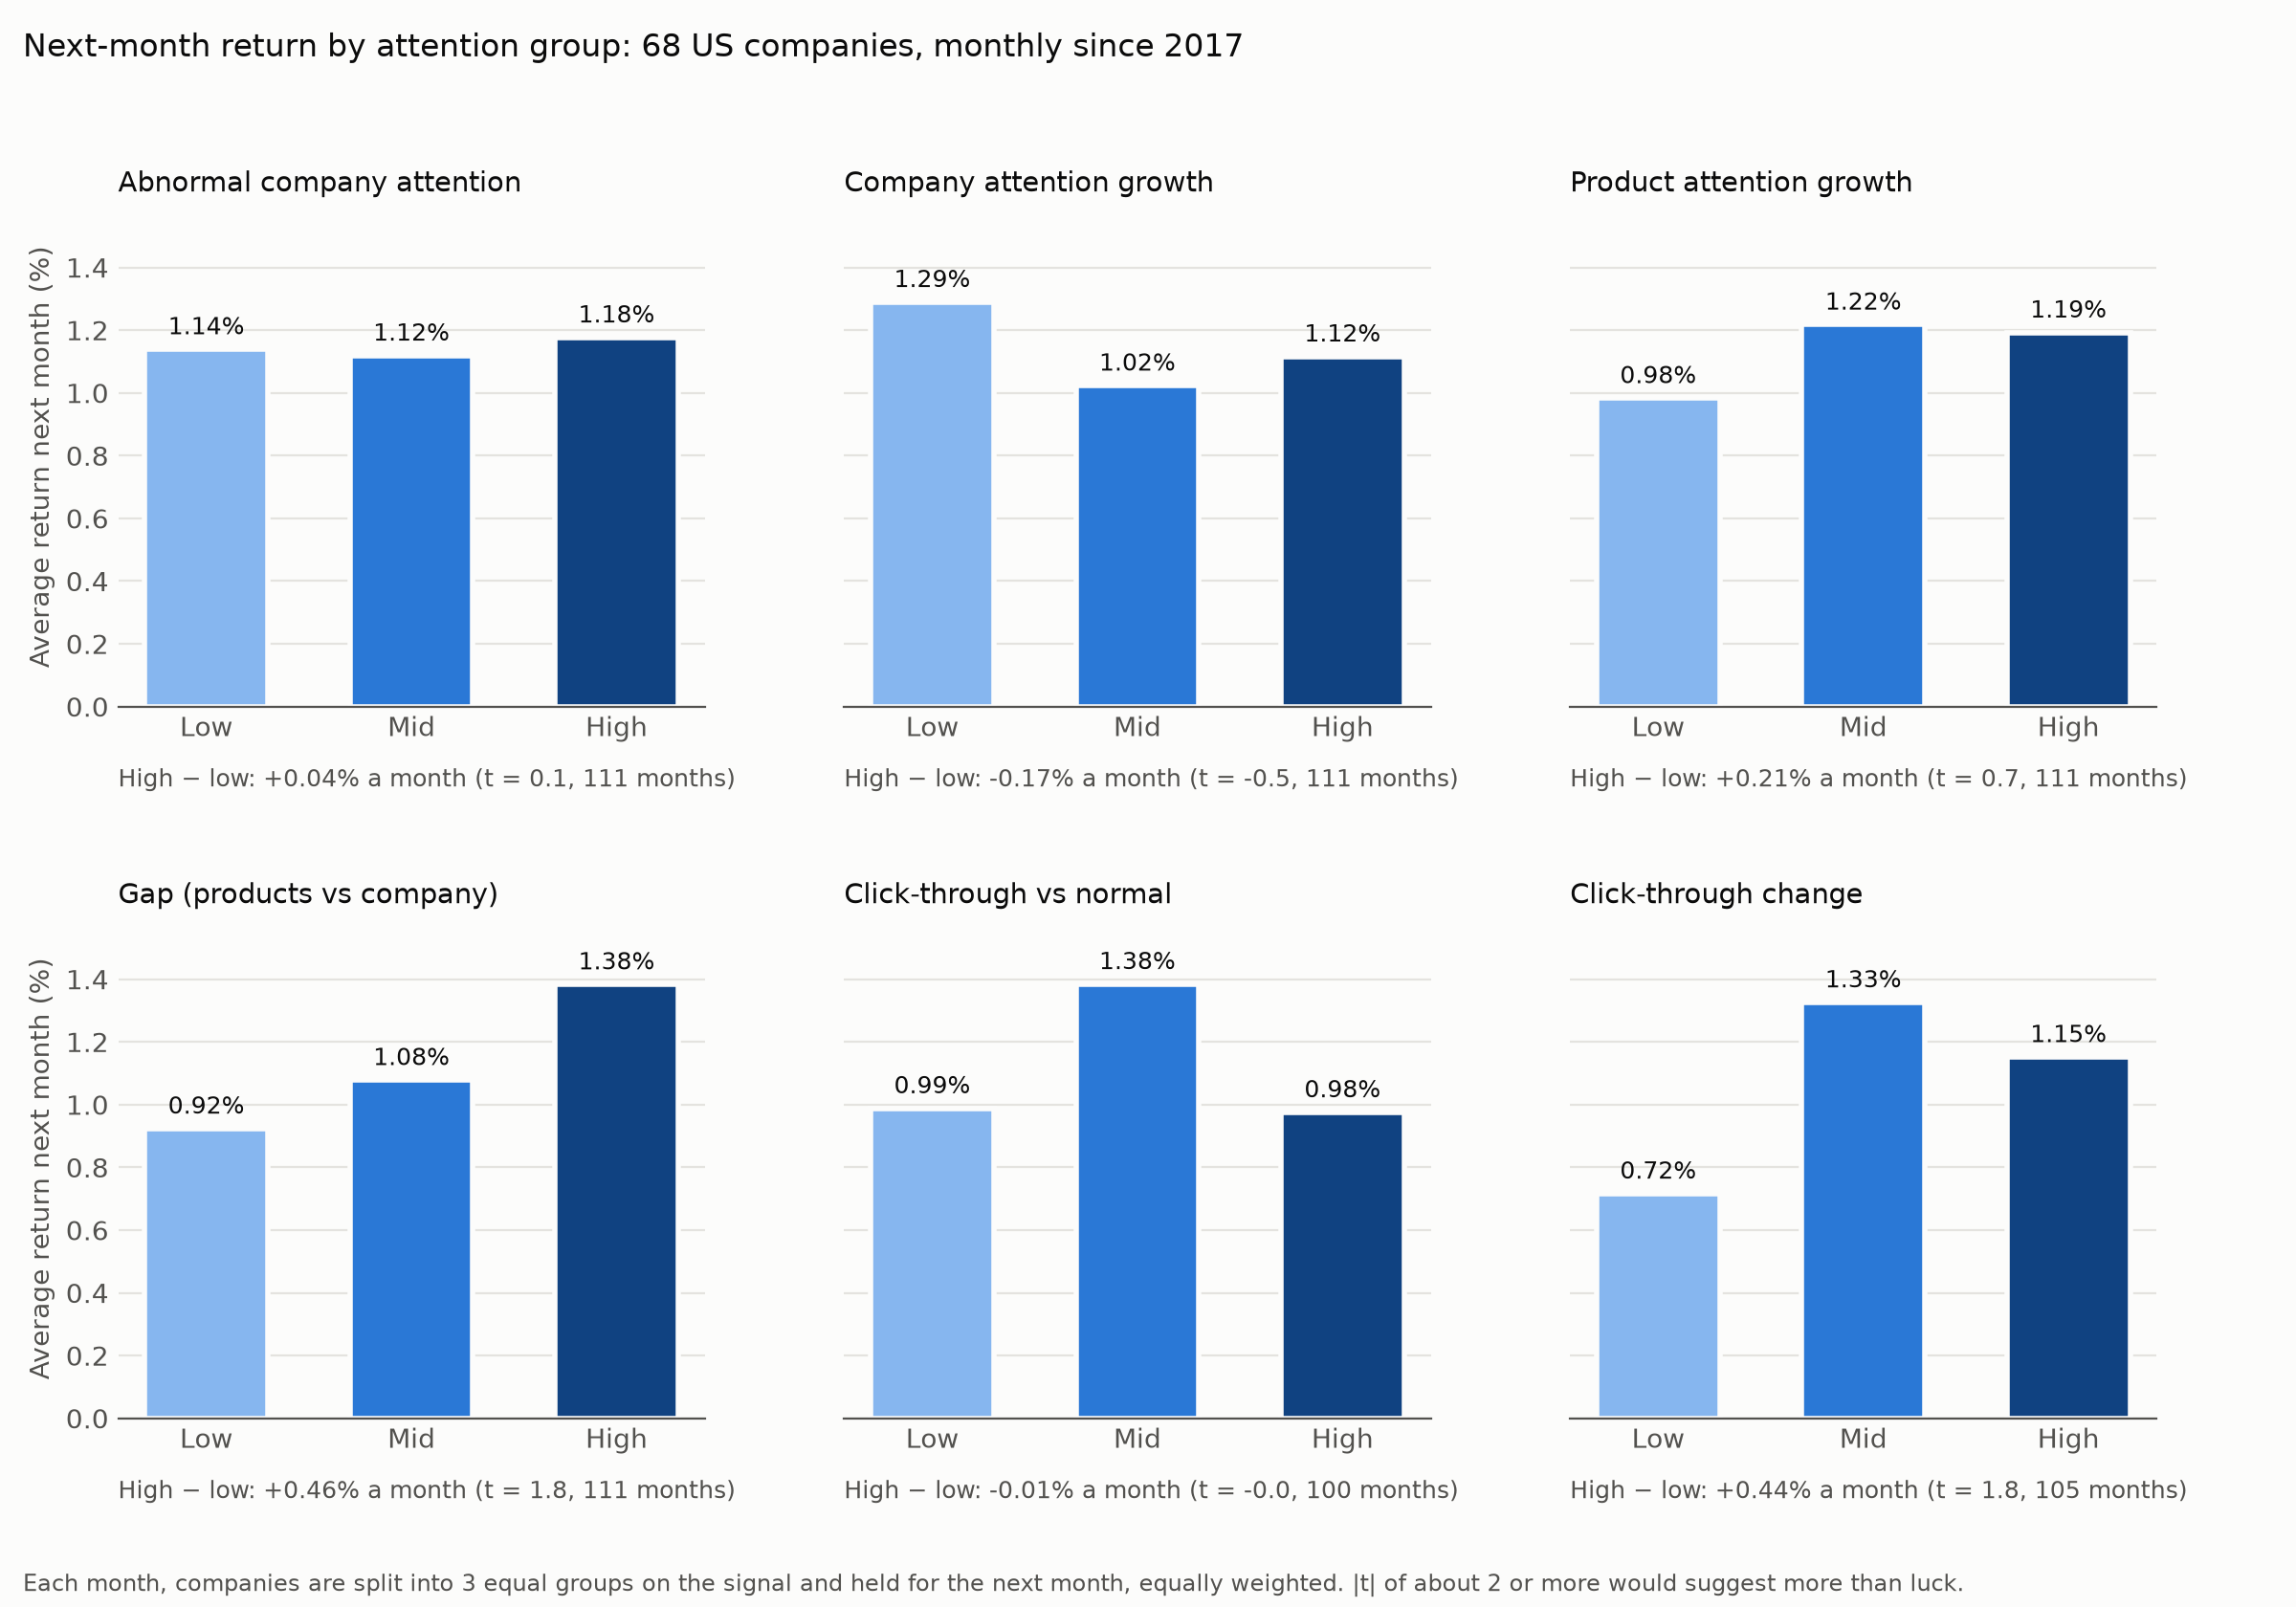 Next-month return by attention group: 68 US companies, monthly since 2017
Abnormal company attention
Average return next month (%)
1.4
1.2
1.0
0.8
0.6
0.4
0.2
0.0
1.14%
1.12%
1.18%
Low
Mid
High
High − low: +0.04% a month (t = 0.1, 111 months)
Company attention growth
1.29%
1.02%
1.12%
Low
Mid
High
High − low: -0.17% a month (t = -0.5, 111 months)
Product attention growth
0.98%
1.22%
1.19%
Low
Mid
High
High − low: +0.21% a month (t = 0.7, 111 months)
Gap (products vs company)
Average return next month (%)
1.4
1.2
1.0
0.8
0.6
0.4
0.2
0.0
0.92%
1.08%
1.38%
Low
Mid
High
High − low: +0.46% a month (t = 1.8, 111 months)
Click-through vs normal
0.99%
1.38%
0.98%
Low
Mid
High
High − low: -0.01% a month (t = -0.0, 100 months)
Click-through change
0.72%
1.33%
1.15%
Low
Mid
High
High − low: +0.44% a month (t = 1.8, 105 months)
Each month, companies are split into 3 equal groups on the signal and held for the next month, equally weighted. |t| of about 2 or more would suggest more than luck.